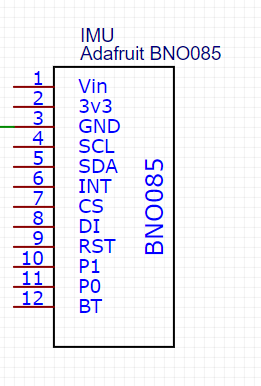 IMU
Adafruit BNO085
1 Vin
2 3v3
3 GND
4 SCL
5 SDA
6 INT
7 CS
8 DI
9 RST
10 P1
11 P0
12 BT
BNO085